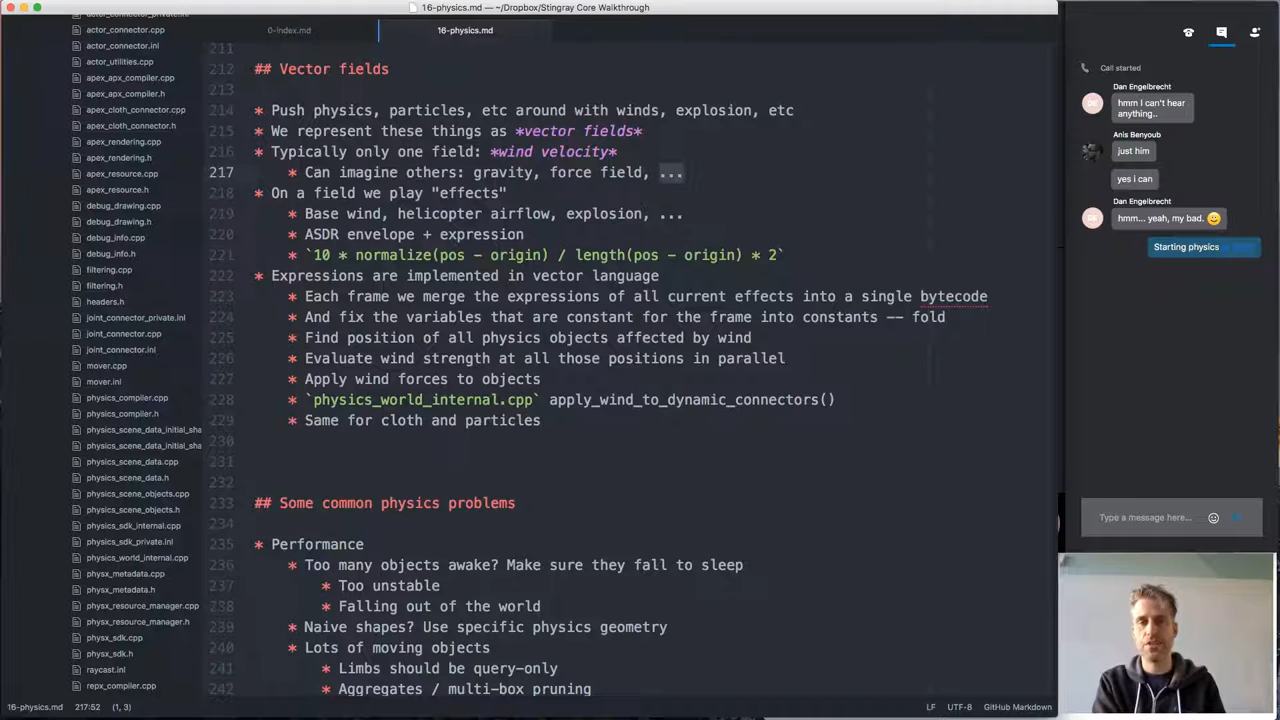 16-physics.md — ~/Dropbox/Stingray Core Walkthrough
actor_connector_private.inl
actor_connector.cpp
actor_connector.inl
actor_utilities.cpp
apex_apx_compiler.cpp
apex_apx_compiler.h
apex_cloth_connector.cpp
apex_cloth_connector.h
apex_rendering.cpp
apex_rendering.h
apex_resource.cpp
apex_resource.h
debug_drawing.cpp
debug_drawing.h
debug_info.cpp
debug_info.h
filtering.cpp
filtering.h
headers.h
joint_connector_private.inl
joint_connector.cpp
joint_connector.inl
mover.cpp
mover.inl
physics_compiler.cpp
physics_compiler.h
physics_scene_data_initial_sha
physics_scene_data_initial_sha
physics_scene_data.cpp
physics_scene_data.h
physics_scene_objects.cpp
physics_scene_objects.h
physics_sdk_internal.cpp
physics_sdk_private.inl
physics_world_internal.cpp
physx_metadata.cpp
physx_metadata.h
physx_resource_manager.cpp
physx_resource_manager.h
physx_sdk.cpp
physx_sdk.h
raycast.inl
repx_compiler.cpp
0-index.md
16-physics.md
211
212 ## Vector fields
213
214 * Push physics, particles, etc around with winds, explosion, etc
215 * We represent these things as *vector fields*
216 * Typically only one field: *wind velocity*
217 * Can imagine others: gravity, force field, ...
218 * On a field we play "effects"
219 * Base wind, helicopter airflow, explosion, ...
220 * ASDR envelope + expression
221 * `10 * normalize(pos - origin) / length(pos - origin) * 2`
222 * Expressions are implemented in vector language
223 * Each frame we merge the expressions of all current effects into a single bytecode
224 * And fix the variables that are constant for the frame into constants -- fold
225 * Find position of all physics objects affected by wind
226 * Evaluate wind strength at all those positions in parallel
227 * Apply wind forces to objects
228 * `physics_world_internal.cpp` apply_wind_to_dynamic_connectors()
229 * Same for cloth and particles
230
231
232
233 ## Some common physics problems
234
235 * Performance
236 * Too many objects awake? Make sure they fall to sleep
237 * Too unstable
238 * Falling out of the world
239 * Naive shapes? Use specific physics geometry
240 * Lots of moving objects
241 * Limbs should be query-only
242 * Aggregates / multi-box pruning
16-physics.md 217:52 (1, 3)
LF UTF-8 GitHub Markdown
Call started
Dan Engelbrecht
DE
hmm I can't hear
anything..
Anis Benyoub
just him
yes i can
Dan Engelbrecht
DE
hmm... yeah, my bad.
Starting physics
Type a message here...